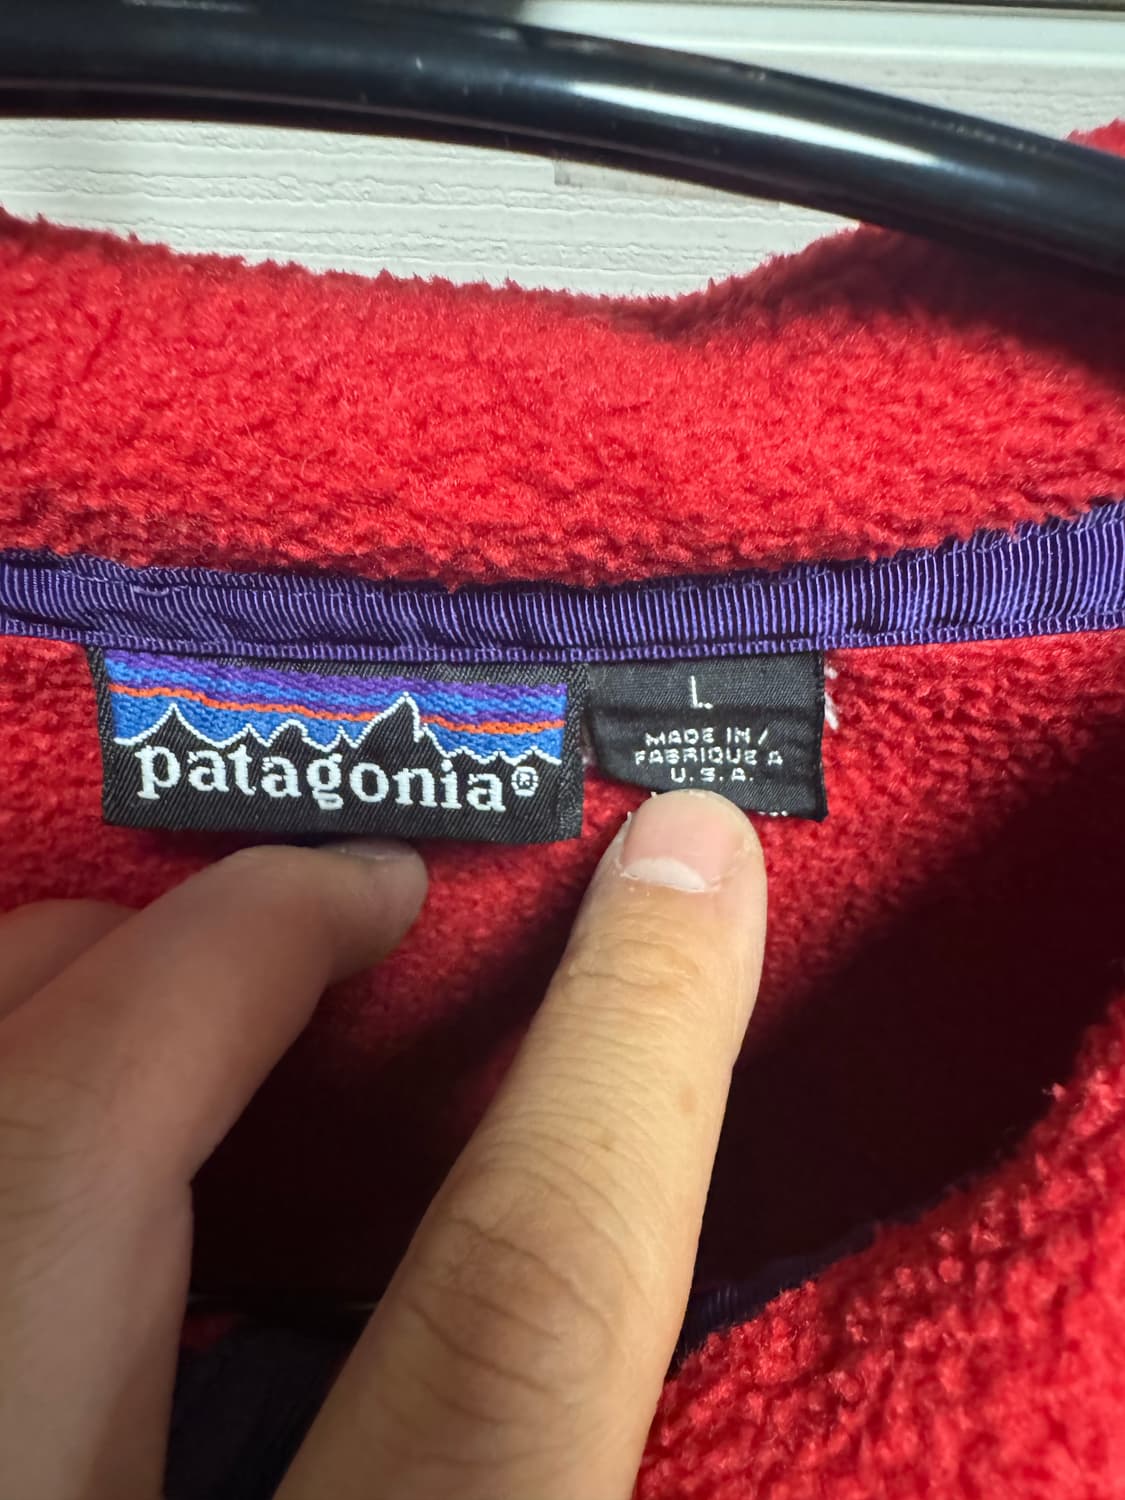 patagonia®
L
MADE IN /
FABRIQUE A
U.S.A.